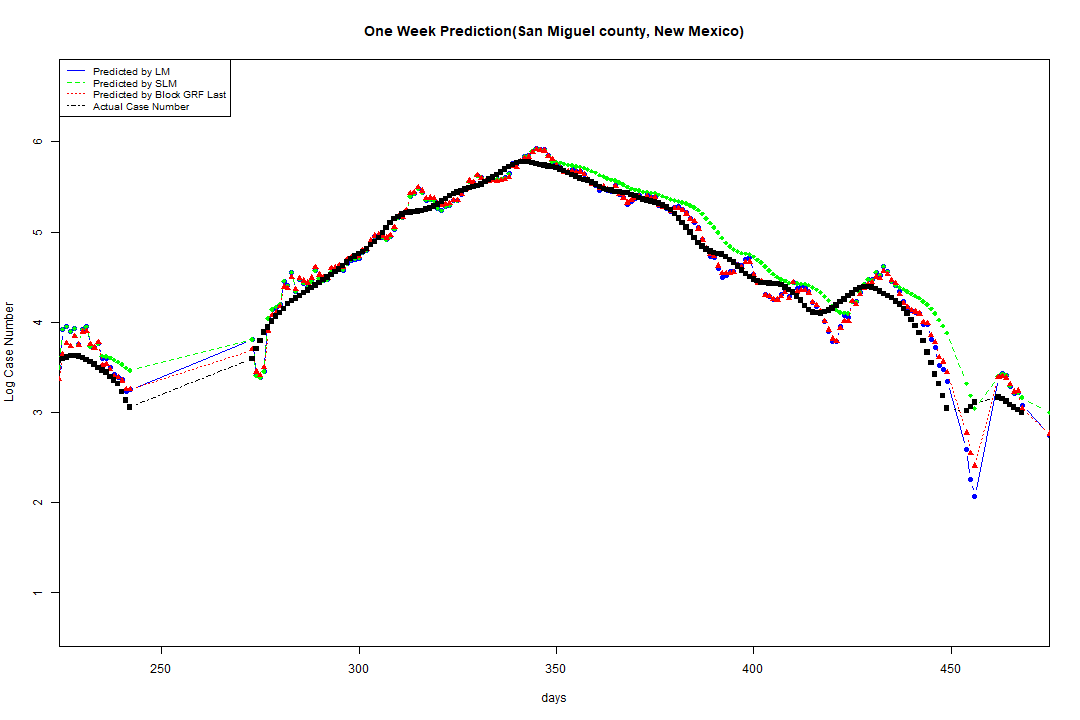 One Week Prediction(San Miguel county, New Mexico)
Predicted by LM
Predicted by SLM
Predicted by Block GRF Last
Actual Case Number
6
5
4
3
2
1
Log Case Number
250 300 350 400 450
days